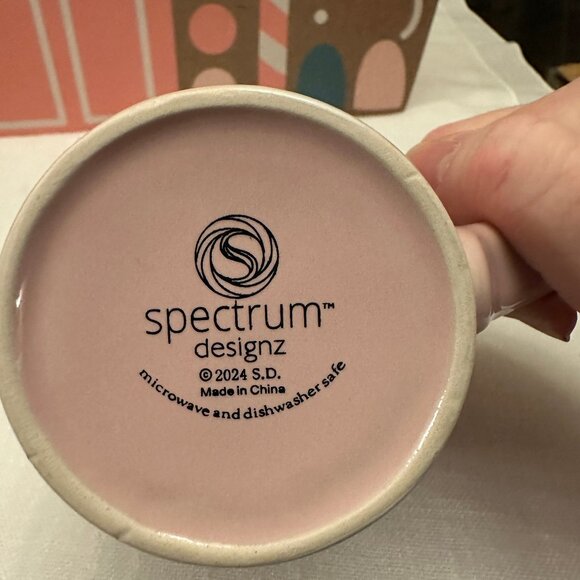 S
spectrum™
designz
© 2024 S.D.
Made in China
microwave and dishwasher safe